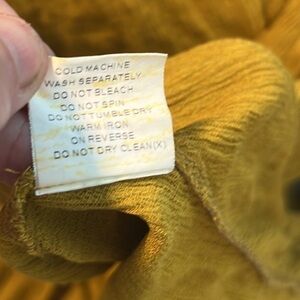 COLD MACHINE
WASH SEPARATELY
DO NOT BLEACH
DO NOT SPIN
DO NOT TUMBLE DRY
WARM IRON
ON REVERSE
DO NOT DRY CLEAN(X)